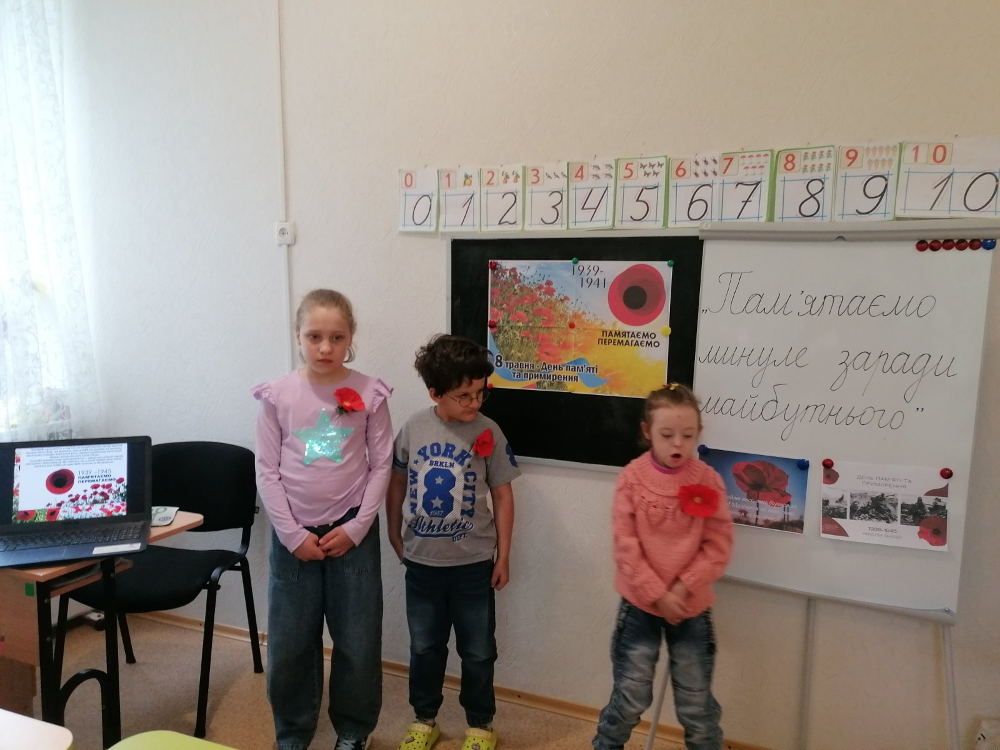 0 1 2 3 4 5 6 7 8 9 10
0 1 2 3 4 5 6 7 8 9 10
1939-
1941
ПАМЯТАЄМО
ПЕРЕМАГАЄМО
8 травня - День пам'яті
та примирення
„Пам'ятаємо
минуле заради
майбутнього”
ДЕНЬ ПАМ'ЯТІ ТА
ПРИМИРЕННЯ
1939-1945
НІКОЛИ ЗНОВУ
1939—1945
ПАМ'ЯТАЄМО
ПЕРЕМАГАЄМО
NEW YORK CITY
BRKLN
8
1987
Athletic
DEPT.